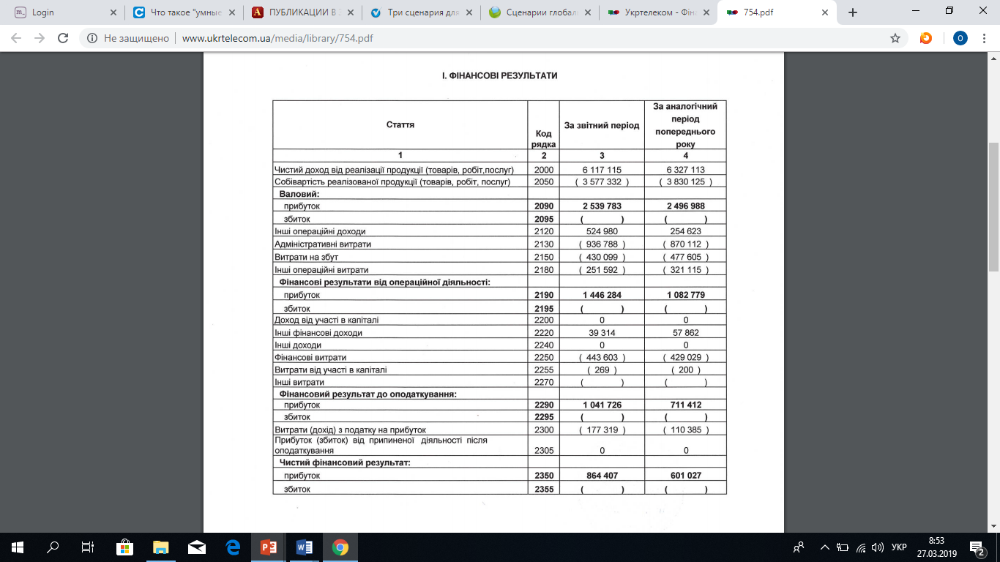 Login
Что такое "умные
ПУБЛИКАЦИИ В З
Три сценария для
Сценарии глобал
Укртелеком - Фіна
754.pdf
Не защищено | www.ukrtelecom.ua/media/library/754.pdf
О
І. ФІНАНСОВІ РЕЗУЛЬТАТИ
Стаття
Код
рядка
За звітний період
За аналогічний
період
попереднього
року
1 2 3 4
Чистий доход від реалізації продукції (товарів, робіт,послуг) 2000 6 117 115 6 327 113
Собівартість реалізованої продукції (товарів, робіт, послуг) 2050 ( 3 577 332 ) ( 3 830 125 )
Валовий:
прибуток 2090 2 539 783 2 496 988
збиток 2095 ( ) ( )
Інші операційні доходи 2120 524 980 254 623
Адміністративні витрати 2130 ( 936 788 ) ( 870 112 )
Витрати на збут 2150 ( 430 099 ) ( 477 605 )
Інші операційні витрати 2180 ( 251 592 ) ( 321 115 )
Фінансові результати від операційної діяльності:
прибуток 2190 1 446 284 1 082 779
збиток 2195 ( ) ( )
Доход від участі в капіталі 2200 0 0
Інші фінансові доходи 2220 39 314 57 862
Інші доходи 2240 0 0
Фінансові витрати 2250 ( 443 603 ) ( 429 029 )
Витрати від участі в капіталі 2255 ( 269 ) ( 200 )
Інші витрати 2270 ( ) ( )
Фінансовий результат до оподаткування:
прибуток 2290 1 041 726 711 412
збиток 2295 ( ) ( )
Витрати (дохід) з податку на прибуток 2300 ( 177 319 ) ( 110 385 )
Прибуток (збиток) від припиненої діяльності після
оподаткування 2305 0 0
Чистий фінансовий результат:
прибуток 2350 864 407 601 027
збиток 2355 ( ) ( )
УКР
8:53
27.03.2019
2